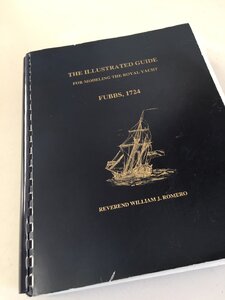 THE ILLUSTRATED GUIDE
FOR MODELING THE ROYAL YACHT
FUBBS, 1724
REVEREND WILLIAM J. ROMERO